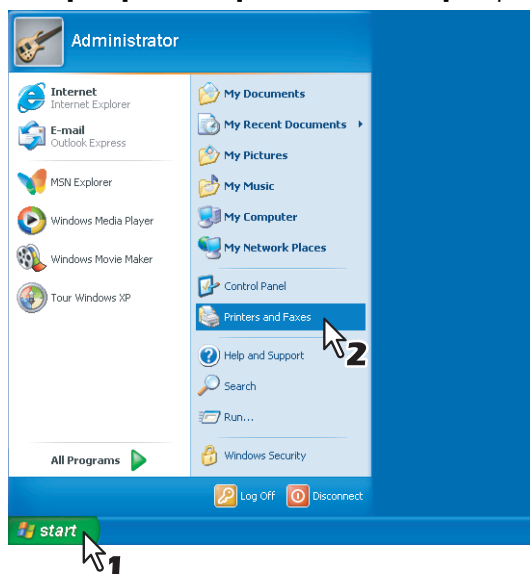 Administrator
Internet
Internet Explorer
E-mail
Outlook Express
MSN Explorer
Windows Media Player
Windows Movie Maker
Tour Windows XP
All Programs
My Documents
My Recent Documents
My Pictures
My Music
My Computer
My Network Places
Control Panel
Printers and Faxes
2
Help and Support
Search
Run...
Windows Security
Log Off
Disconnect
start
1